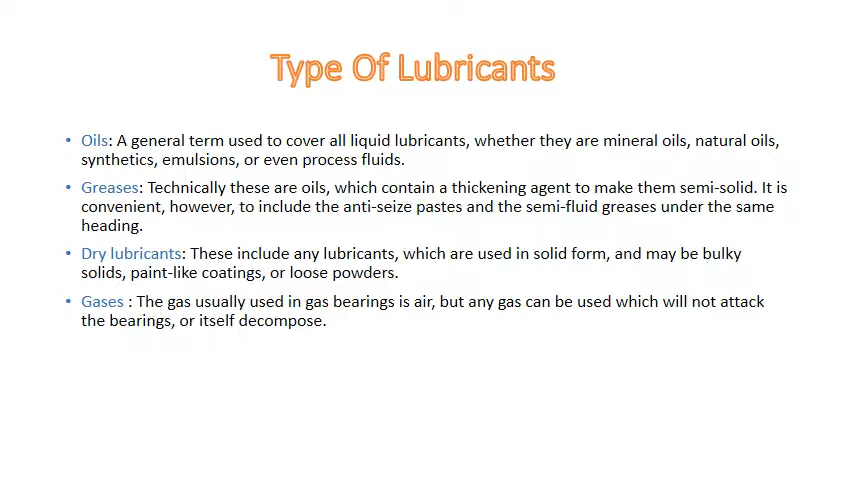 Type Of Lubricants
• Oils: A general term used to cover all liquid lubricants, whether they are mineral oils, natural oils,
synthetics, emulsions, or even process fluids.
• Greases: Technically these are oils, which contain a thickening agent to make them semi-solid. It is
convenient, however, to include the anti-seize pastes and the semi-fluid greases under the same
heading.
• Dry lubricants: These include any lubricants, which are used in solid form, and may be bulky
solids, paint-like coatings, or loose powders.
• Gases : The gas usually used in gas bearings is air, but any gas can be used which will not attack
the bearings, or itself decompose.